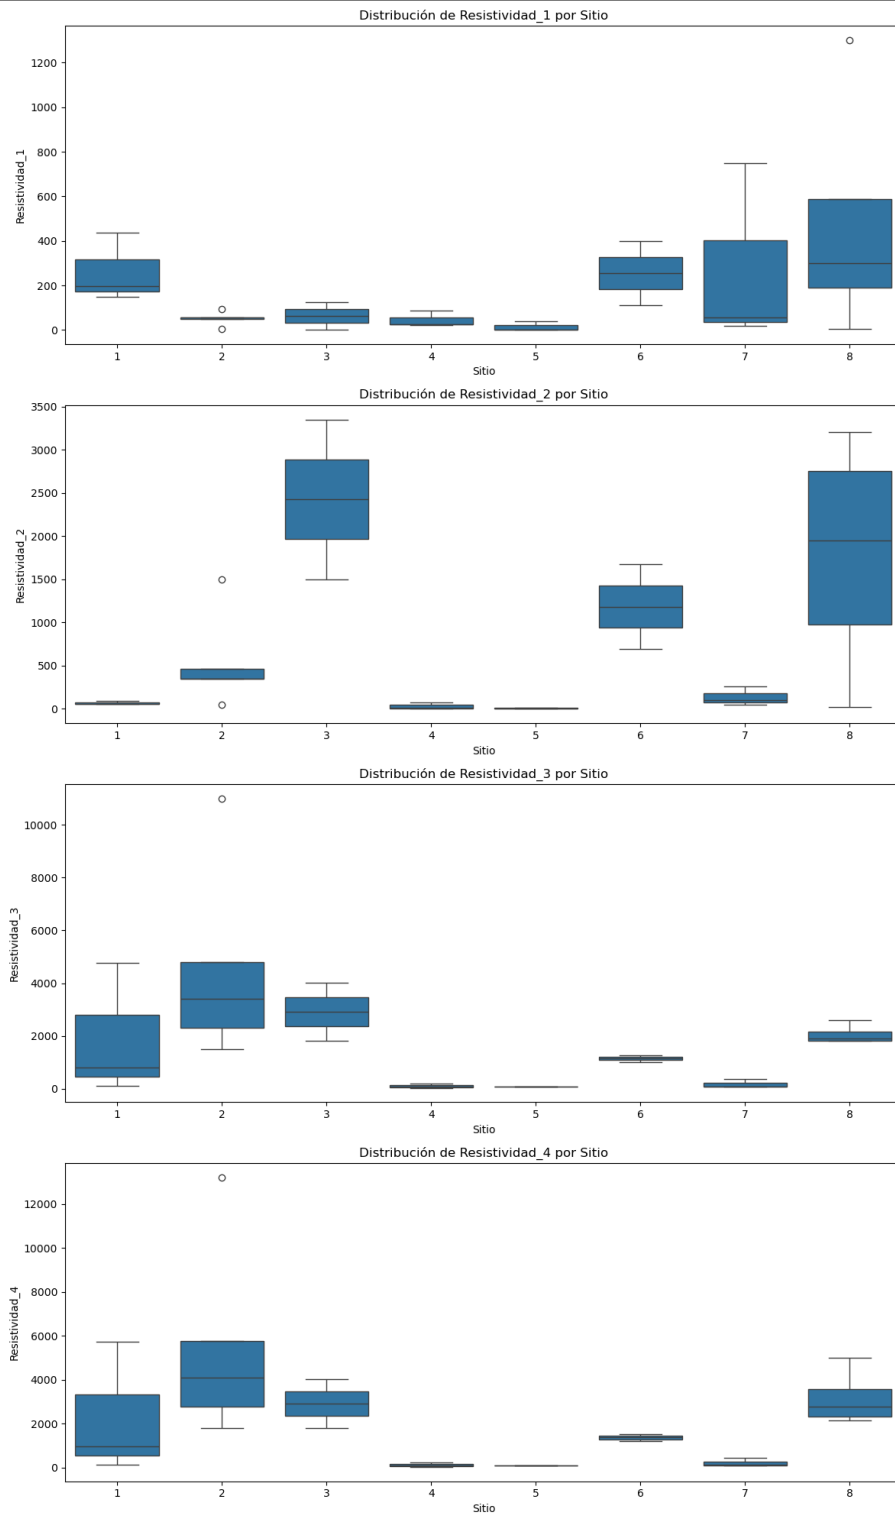 Distribución de Resistividad_1 por Sitio
1200
1000
800
600
400
200
0
Resistividad_1
1 2 3 4 5 6 7 8
Sitio
Distribución de Resistividad_2 por Sitio
3500
3000
2500
2000
1500
1000
500
0
Resistividad_2
1 2 3 4 5 6 7 8
Sitio
Distribución de Resistividad_3 por Sitio
10000
8000
6000
4000
2000
0
Resistividad_3
1 2 3 4 5 6 7 8
Sitio
Distribución de Resistividad_4 por Sitio
12000
10000
8000
6000
4000
2000
0
Resistividad_4
1 2 3 4 5 6 7 8
Sitio